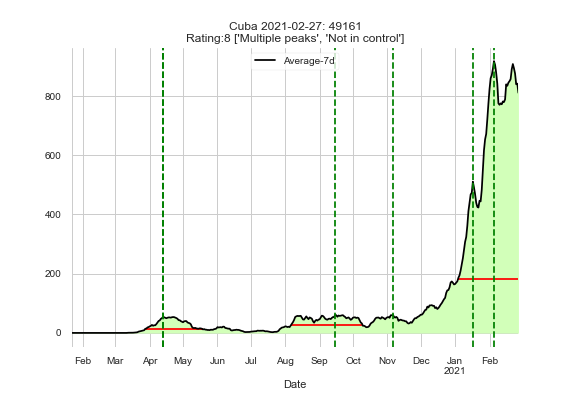 Cuba 2021-02-27: 49161
Rating:8 ['Multiple peaks', 'Not in control']
Average-7d
800
600
400
200
0
Feb Mar Apr May Jun Jul Aug Sep Oct Nov Dec Jan Feb
2021
Date